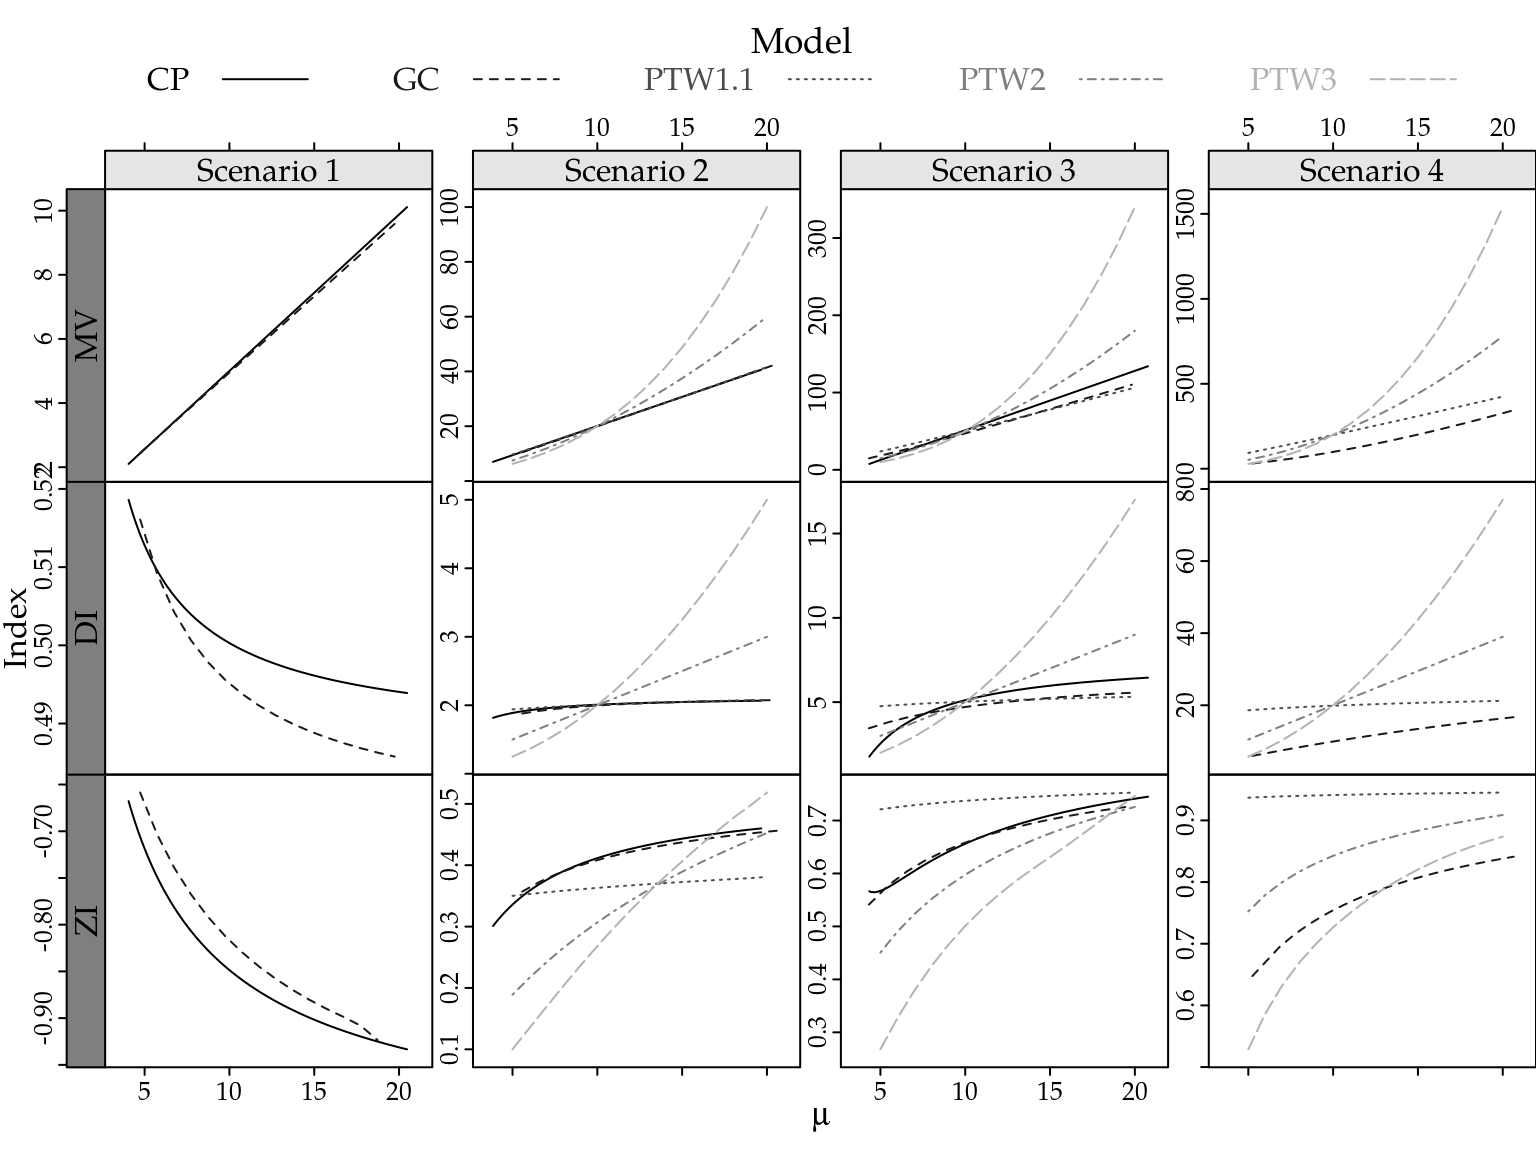 Model
CP GC PTW1.1 PTW2 PTW3
5 10 15 20 5 10 15 20
Scenario 1 Scenario 2 Scenario 3 Scenario 4
Index
MV
2 4 6 8 10
20 40 60 80 100
0 100 200 300
0 500 1000 1500
DI
0.49 0.50 0.51 0.52
2 3 4 5
5 10 15
20 40 60 80
ZI
-0.90 -0.80 -0.70
0.1 0.2 0.3 0.4 0.5
0.3 0.4 0.5 0.6 0.7
0.6 0.7 0.8 0.9
5 10 15 20 5 10 15 20
μ